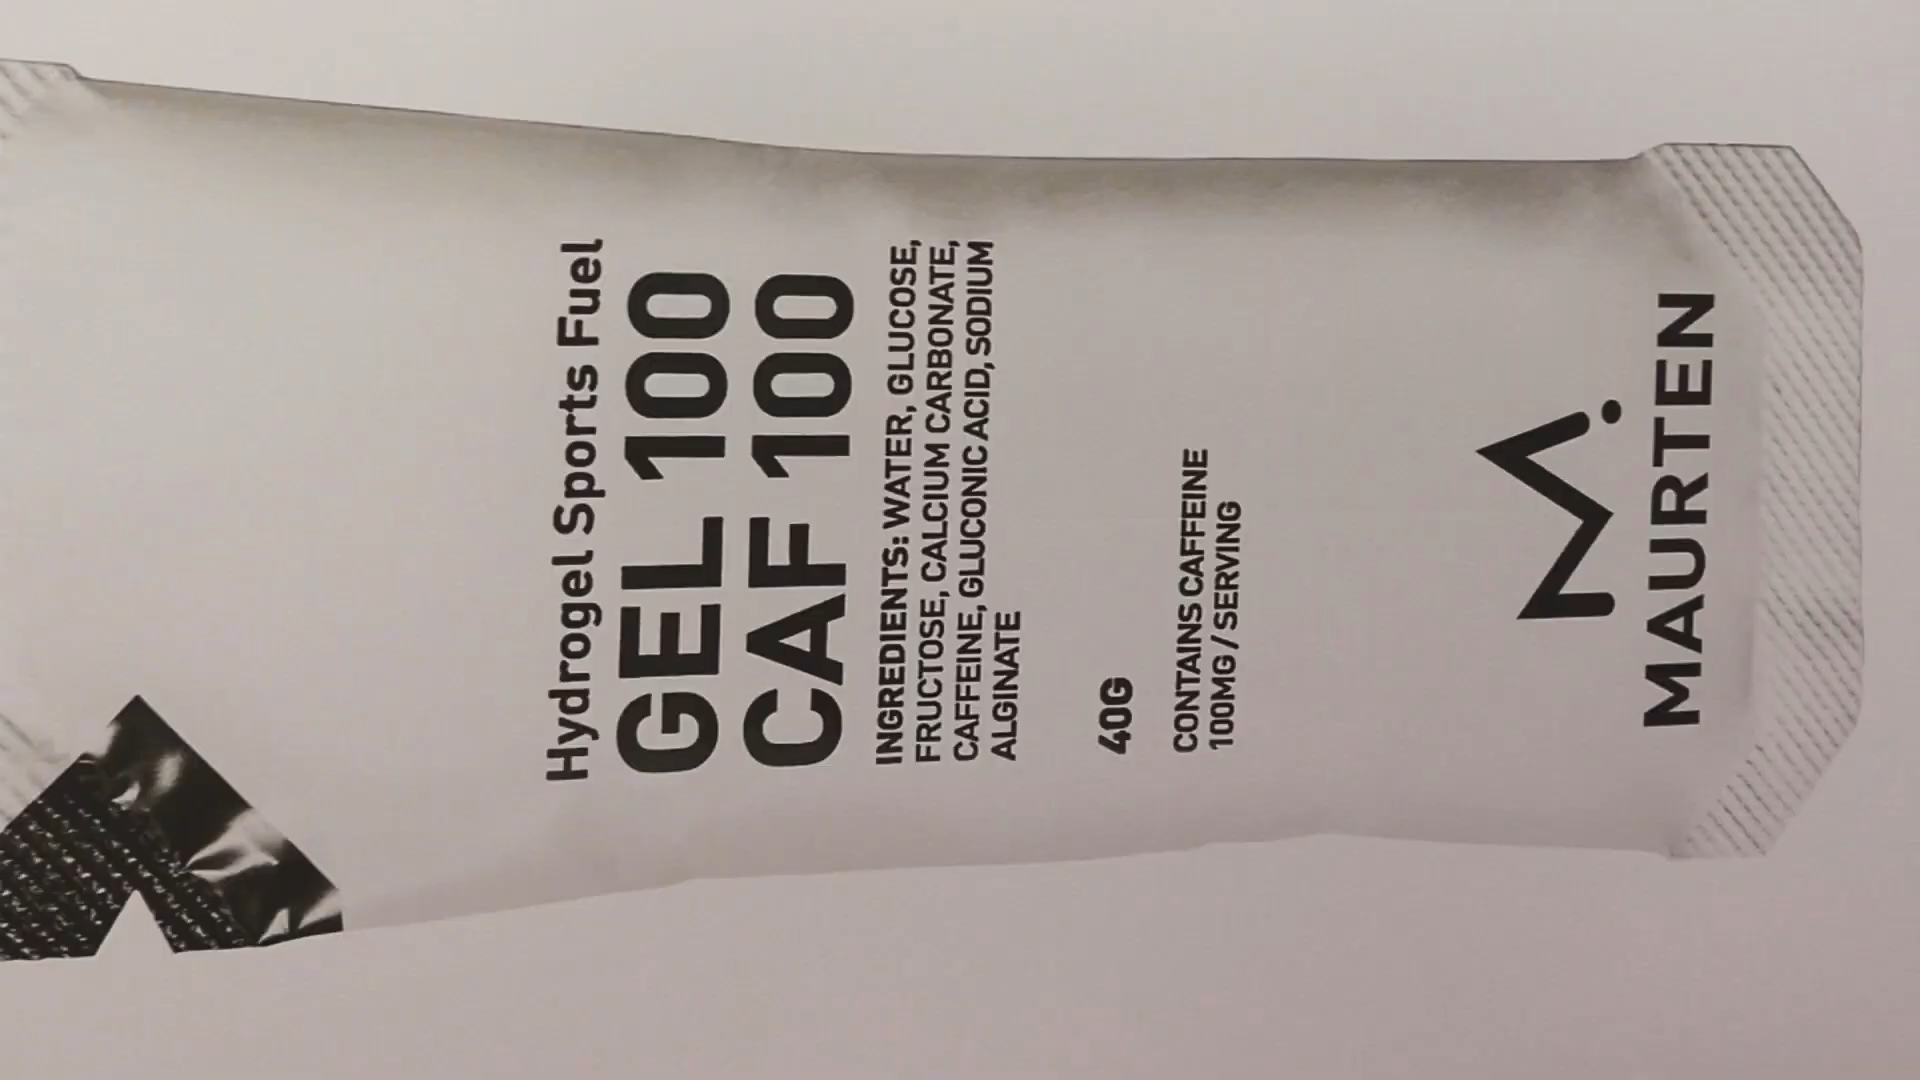 Hydrogel Sports Fuel
GEL 100
CAF 100
INGREDIENTS: WATER, GLUCOSE,
FRUCTOSE, CALCIUM CARBONATE,
CAFFEINE, GLUCONIC ACID, SODIUM
ALGINATE
40G
CONTAINS CAFFEINE
100MG / SERVING
MAURTEN